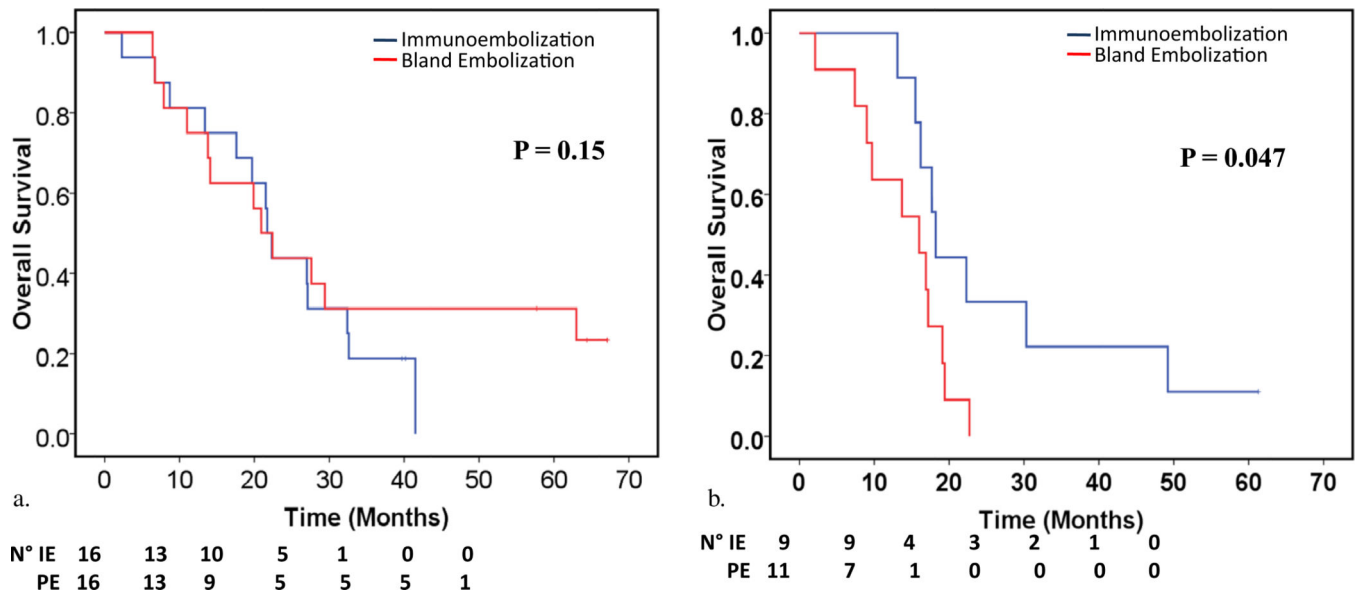 Immunoembolization
Bland Embolization
P = 0.15
Overall Survival
1.0
0.8
0.6
0.4
0.2
0.0
0 10 20 30 40 50 60 70
Time (Months)
a.
N° IE 16 13 10 5 1 0 0
PE 16 13 9 5 5 5 1
Immunoembolization
Bland Embolization
P = 0.047
Overall Survival
1.0
0.8
0.6
0.4
0.2
0.0
0 10 20 30 40 50 60 70
Time (Months)
b.
N° IE 9 9 4 3 2 1 0
PE 11 7 1 0 0 0 0